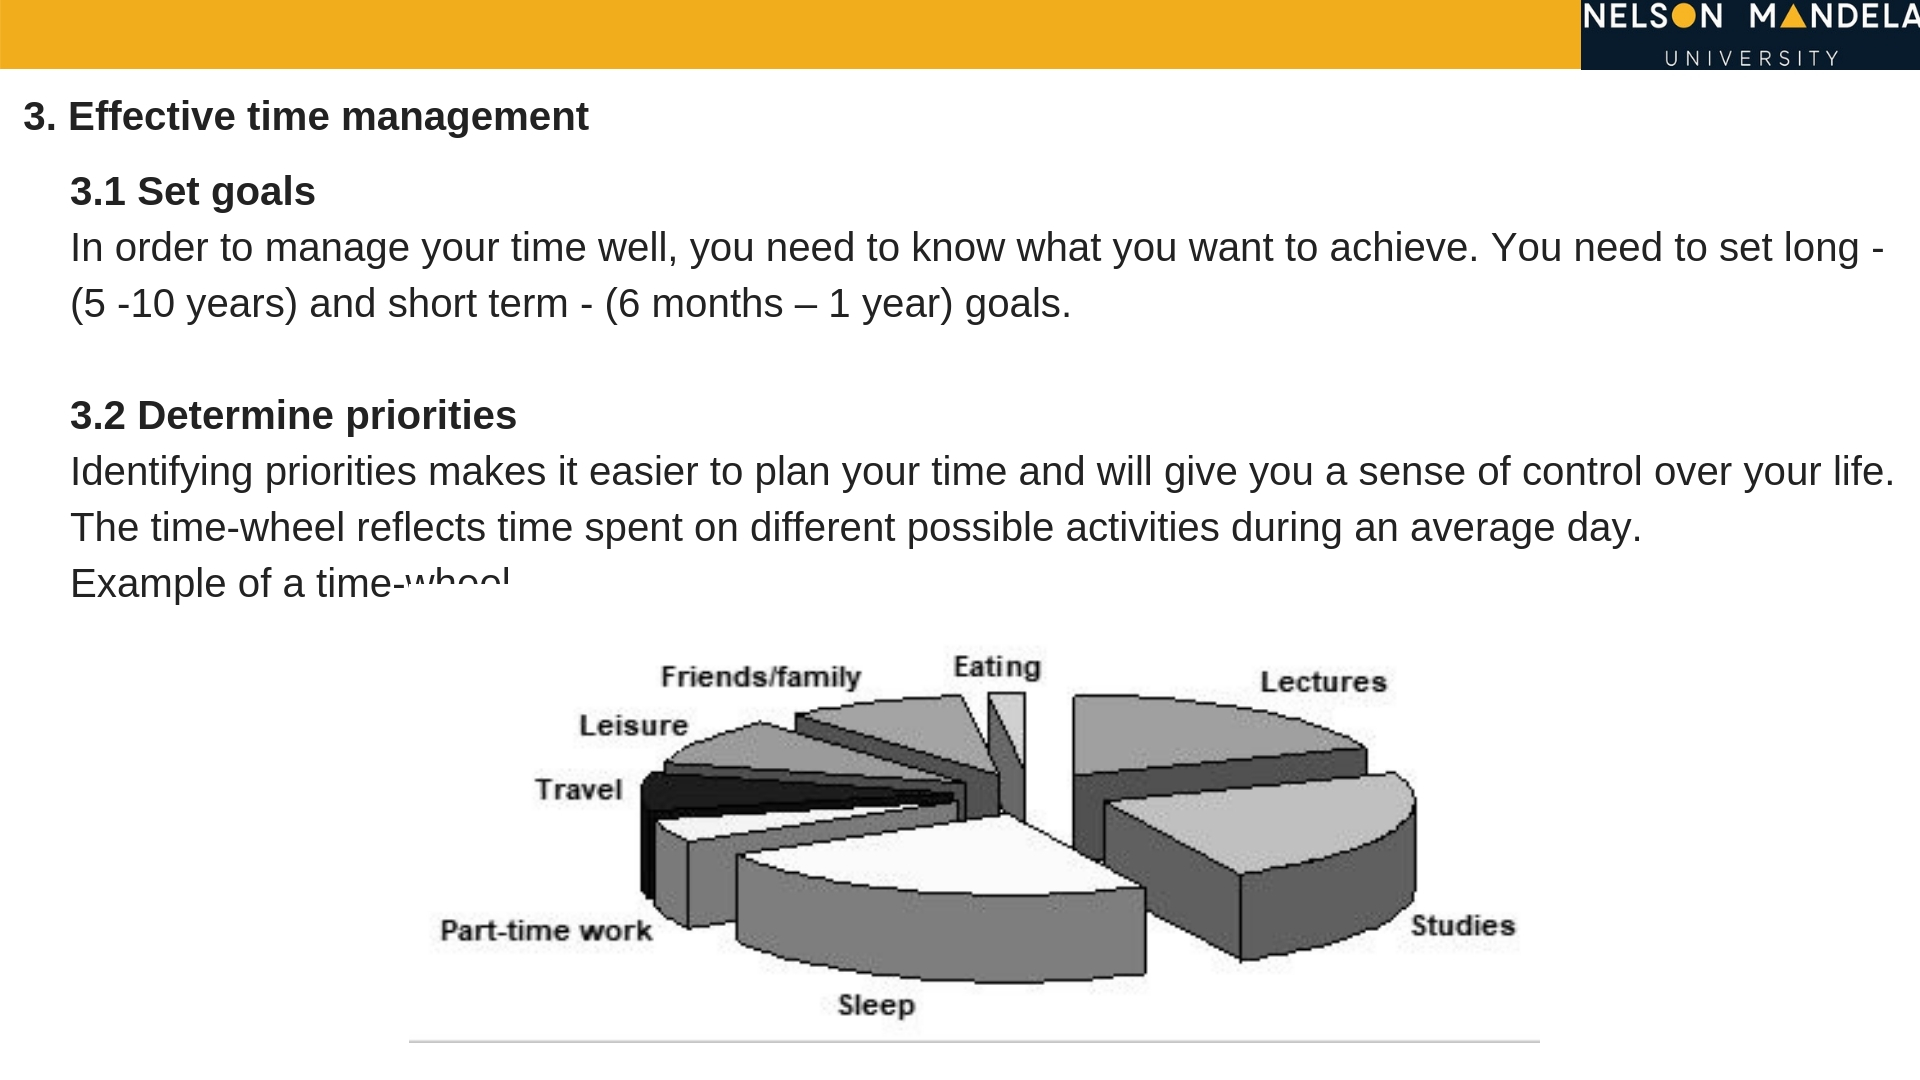 NELSON MANDELA
UNIVERSITY
3. Effective time management
3.1 Set goals
In order to manage your time well, you need to know what you want to achieve. You need to set long -
(5 -10 years) and short term - (6 months – 1 year) goals.
3.2 Determine priorities
Identifying priorities makes it easier to plan your time and will give you a sense of control over your life.
The time-wheel reflects time spent on different possible activities during an average day.
Example of a time-wheel
Eating
Friends/family
Lectures
Leisure
Travel
Studies
Part-time work
Sleep